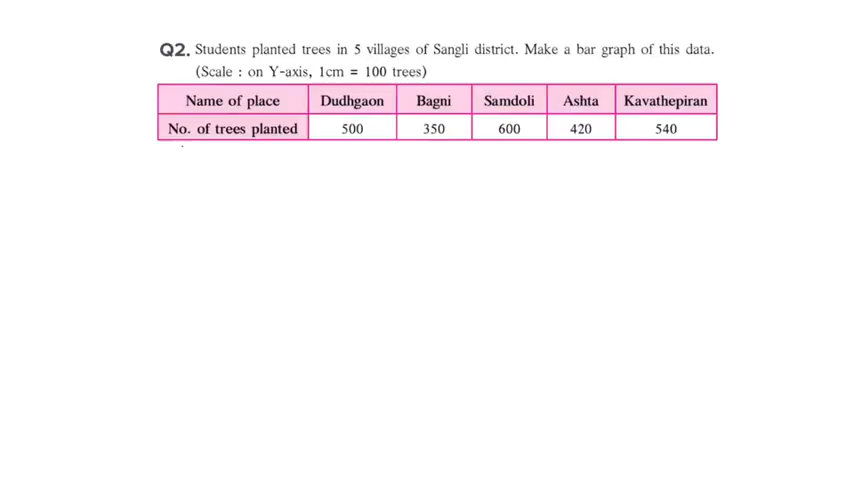 Q2. Students planted trees in 5 villages of Sangli district. Make a bar graph of this data.
(Scale : on Y-axis, 1cm = 100 trees)
Name of place Dudhgaon Bagni Samdoli Ashta Kavathepiran
No. of trees planted 500 350 600 420 540